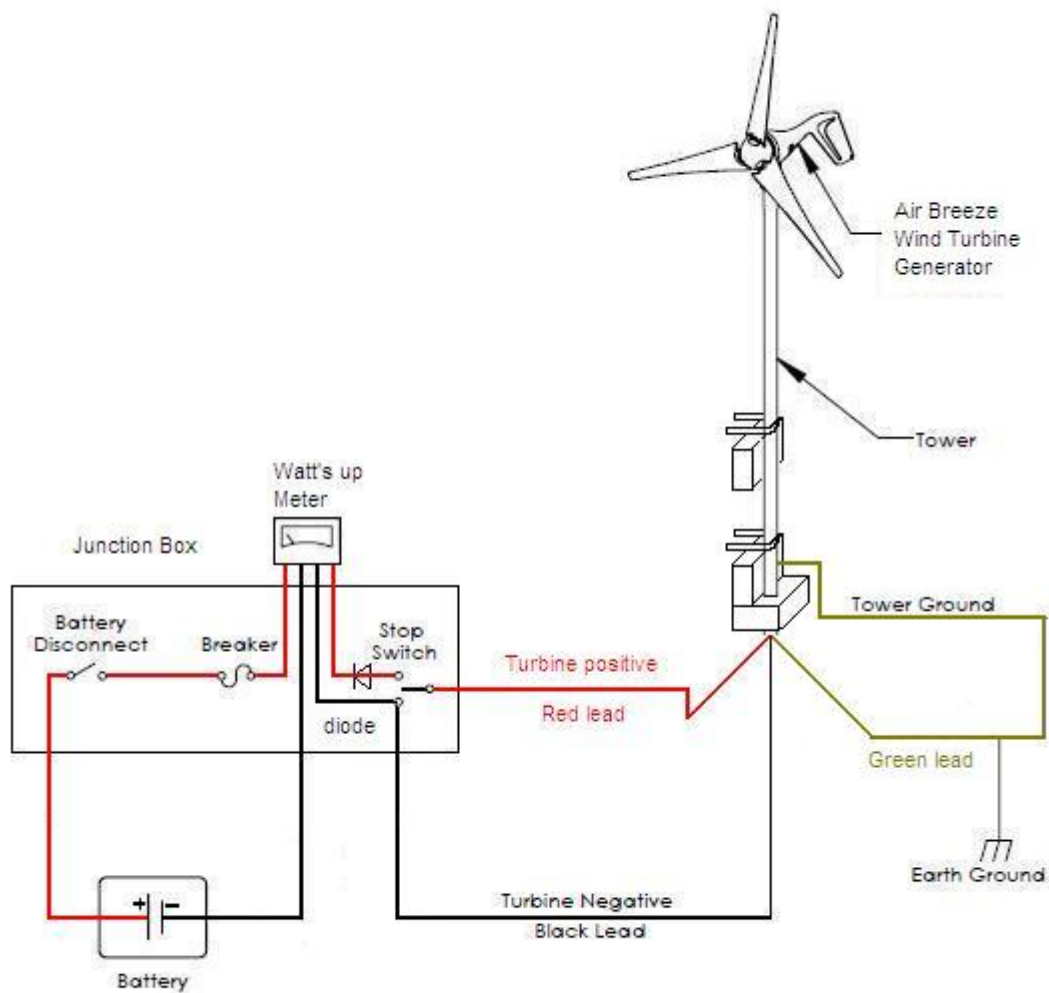 Air Breeze
Wind Turbine
Generator
Tower
Watt's up
Meter
Junction Box
Battery
Disconnect
Breaker
Stop
Switch
diode
Turbine positive
Red lead
Tower Ground
Green lead
Earth Ground
Turbine Negative
Black Lead
+ -
Battery